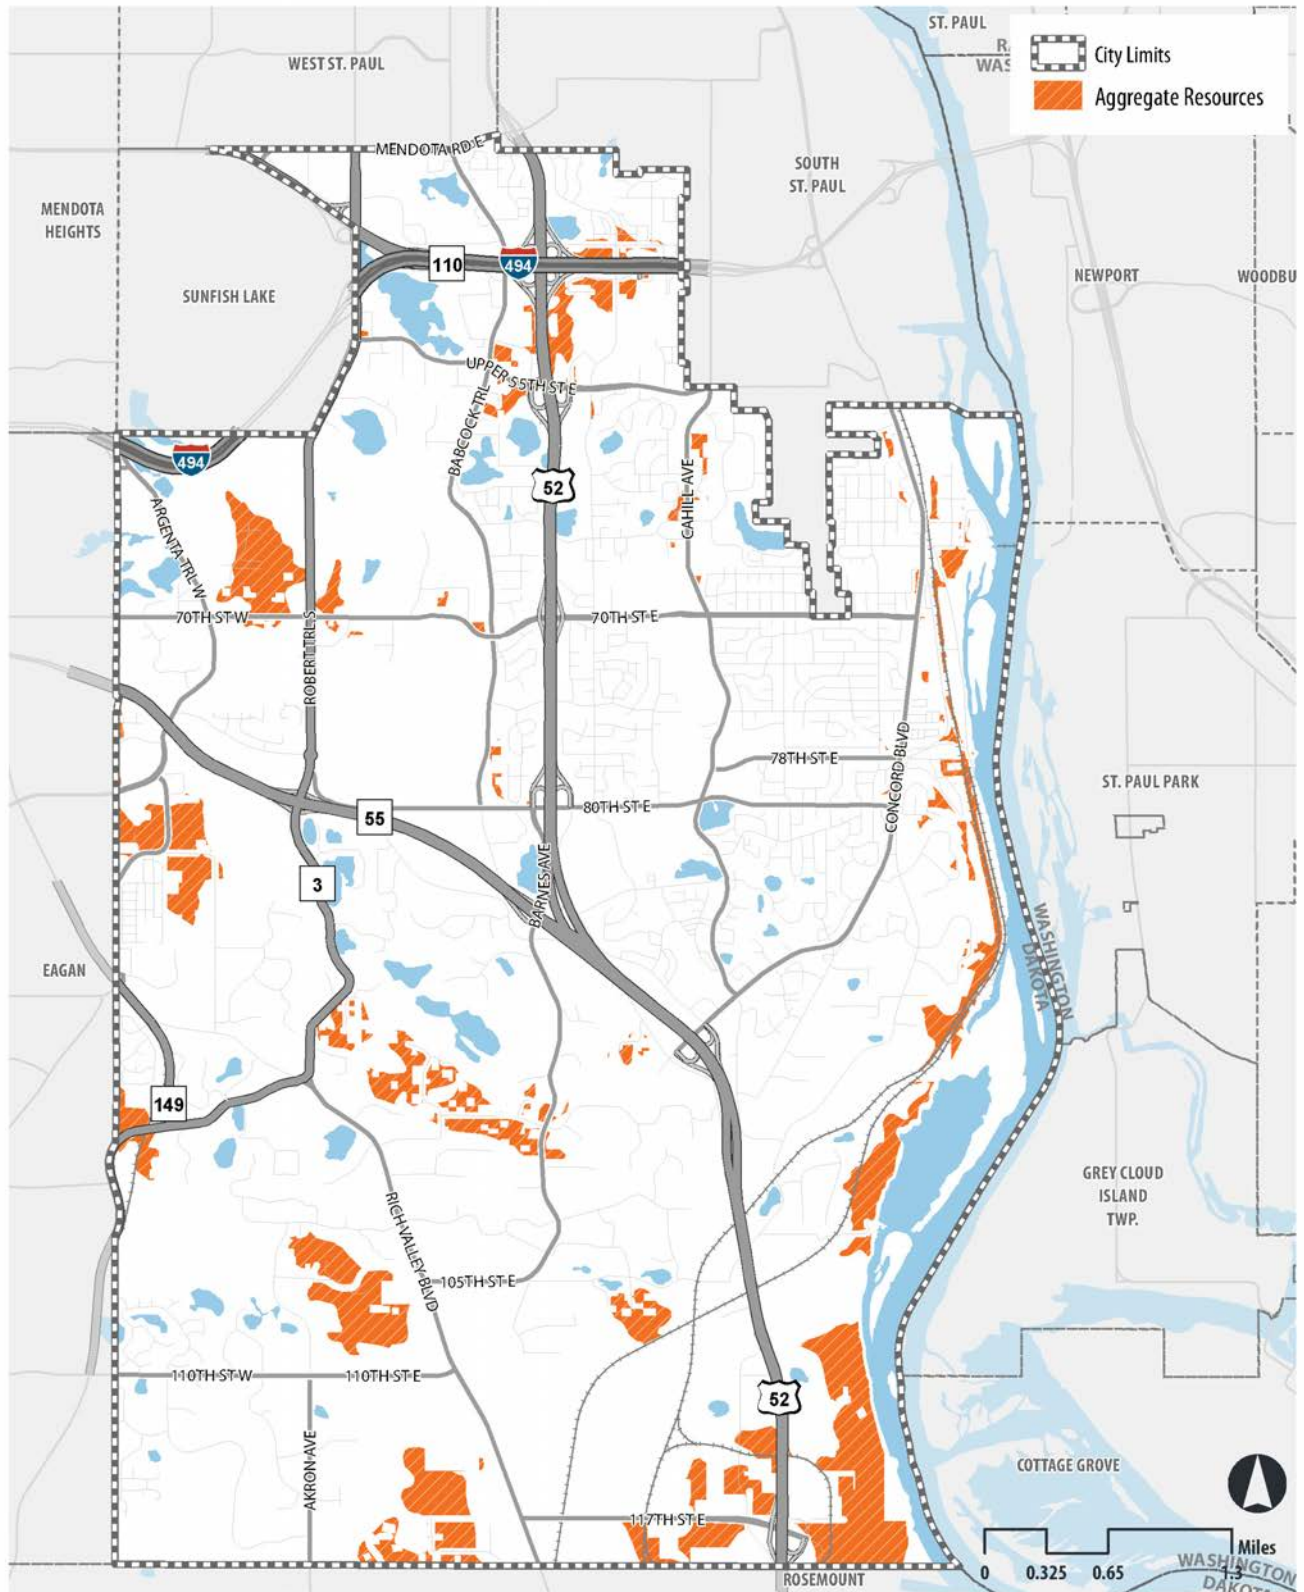 ST. PAUL
WEST ST. PAUL
WAS
City Limits
Aggregate Resources
MENDOTA RD E
SOUTH
ST. PAUL
MENDOTA
HEIGHTS
110
494
NEWPORT
WOODBU
SUNFISH LAKE
UPPER 55TH ST E
BABCOCK TRL
494
52
CAHILL AVE
ARGENTA TRL W
70TH ST W
70TH ST E
ROBERT TRL S
CONCORD BLVD
78TH ST E
ST. PAUL PARK
80TH ST E
55
3
BARNES AVE
WASHINGTON
DAKOTA
EAGAN
149
GREY CLOUD
ISLAND
TWP.
RICH VALLEY BLVD
105TH ST E
110TH ST W
110TH ST E
52
AKRON AVE
COTTAGE GROVE
117TH ST E
Miles
0
0.325
0.65
1.3
WASHINGTON
DAKOTA
ROSEMOUNT